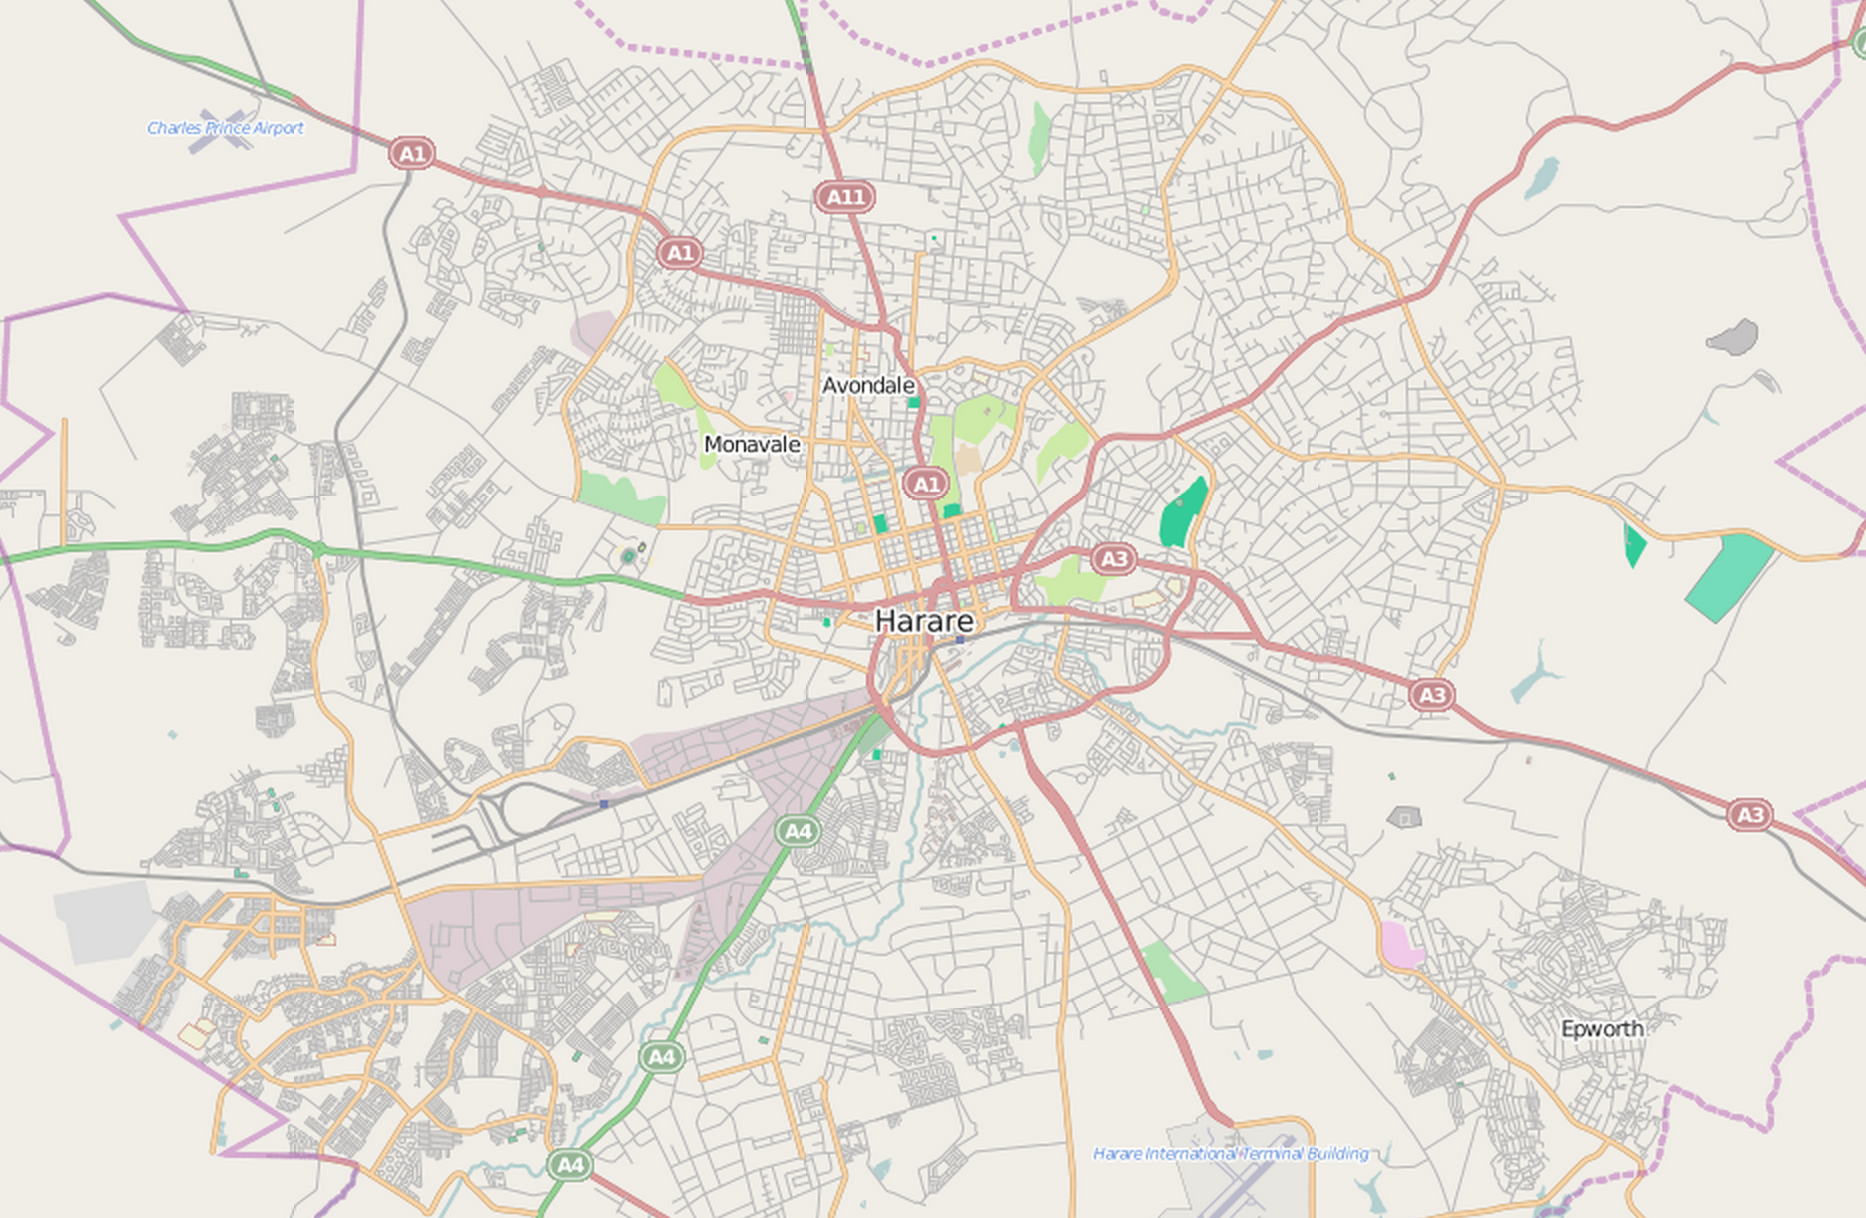 Charles Prince Airport
A1
A11
A1
Avondale
Monavale
A1
A3
Harare
A3
A3
A4
Epworth
A4
Harare International Terminal Building
A4